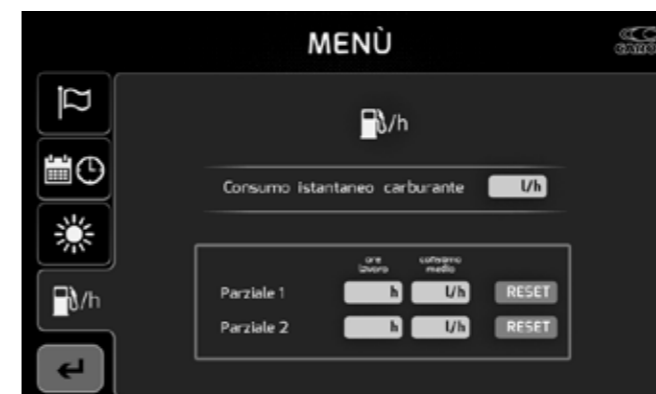 MENÙ
/h
Consumo istantaneo carburante l/h
ore lavoro consumo medio
Parziale 1 h l/h RESET
/h
Parziale 2 h l/h RESET